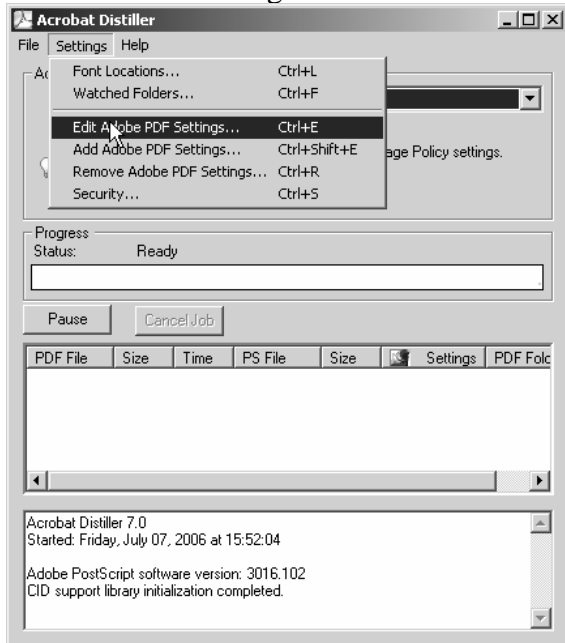 Acrobat Distiller
File Settings Help
Font Locations... Ctrl+L
Watched Folders... Ctrl+F
Edit Adobe PDF Settings... Ctrl+E
Add Adobe PDF Settings... Ctrl+Shift+E
age Policy settings.
Remove Adobe PDF Settings... Ctrl+R
Security... Ctrl+S
Progress
Status: Ready
Pause Cancel Job
PDF File Size Time PS File Size Settings PDF Folc
Acrobat Distiller 7.0
Started: Friday, July 07, 2006 at 15:52:04
Adobe PostScript software version: 3016.102
CID support library initialization completed.